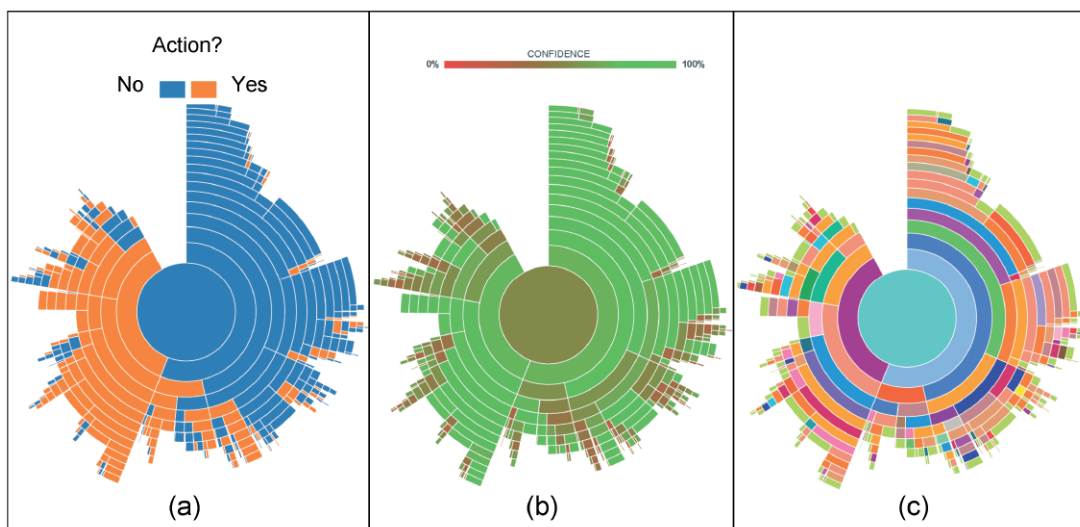 Action?
No Yes
(a)
CONFIDENCE
0% 100%
(b)
(c)